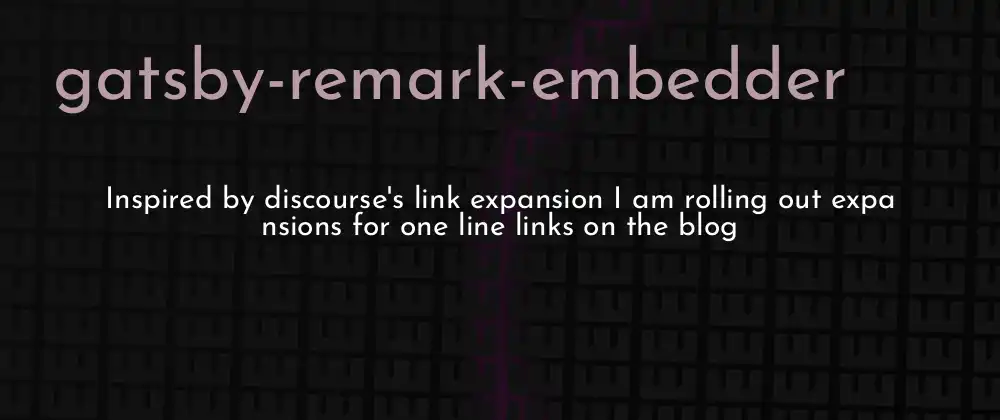 gatsby-remark-embedder
Inspired by discourse's link expansion I am rolling out expa
nsions for one line links on the blog